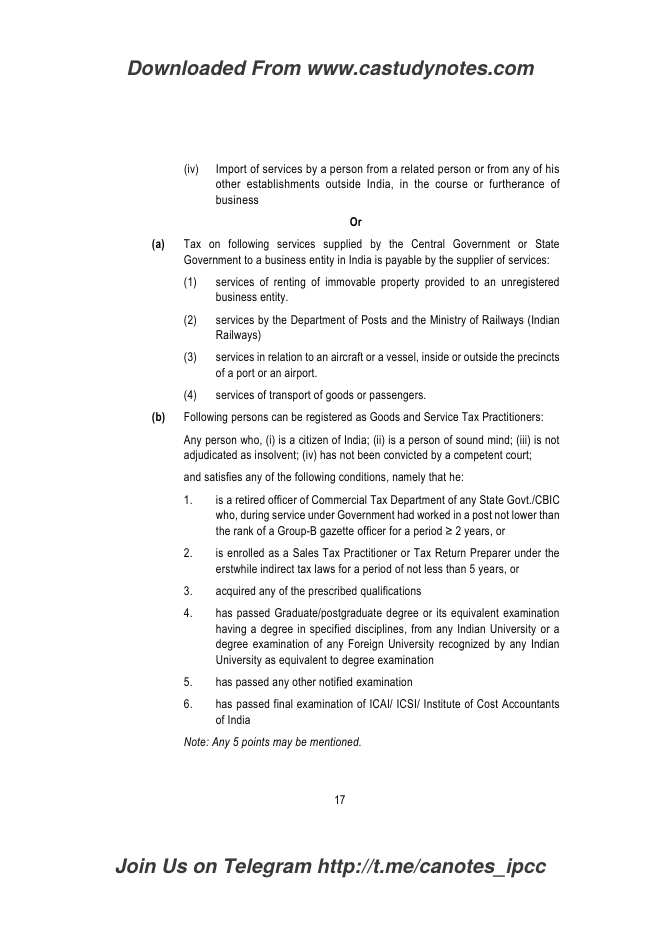 Downloaded From www.castudynotes.com
(iv) Import of services by a person from a related person or from any of his
other establishments outside India, in the course or furtherance of
business
Or
(a) Tax on following services supplied by the Central Government or State
Government to a business entity in India is payable by the supplier of services:
(1) services of renting of immovable property provided to an unregistered
business entity.
(2) services by the Department of Posts and the Ministry of Railways (Indian
Railways)
(3) services in relation to an aircraft or a vessel, inside or outside the precincts
of a port or an airport.
(4) services of transport of goods or passengers.
(b) Following persons can be registered as Goods and Service Tax Practitioners:
Any person who, (i) is a citizen of India; (ii) is a person of sound mind; (iii) is not
adjudicated as insolvent; (iv) has not been convicted by a competent court;
and satisfies any of the following conditions, namely that he:
1. is a retired officer of Commercial Tax Department of any State Govt./CBIC
who, during service under Government had worked in a post not lower than
the rank of a Group-B gazette officer for a period ≥ 2 years, or
2. is enrolled as a Sales Tax Practitioner or Tax Return Preparer under the
erstwhile indirect tax laws for a period of not less than 5 years, or
3. acquired any of the prescribed qualifications
4. has passed Graduate/postgraduate degree or its equivalent examination
having a degree in specified disciplines, from any Indian University or a
degree examination of any Foreign University recognized by any Indian
University as equivalent to degree examination
5. has passed any other notified examination
6. has passed final examination of ICAI/ ICSI/ Institute of Cost Accountants
of India
Note: Any 5 points may be mentioned.
17
Join Us on Telegram http://t.me/canotes_ipcc